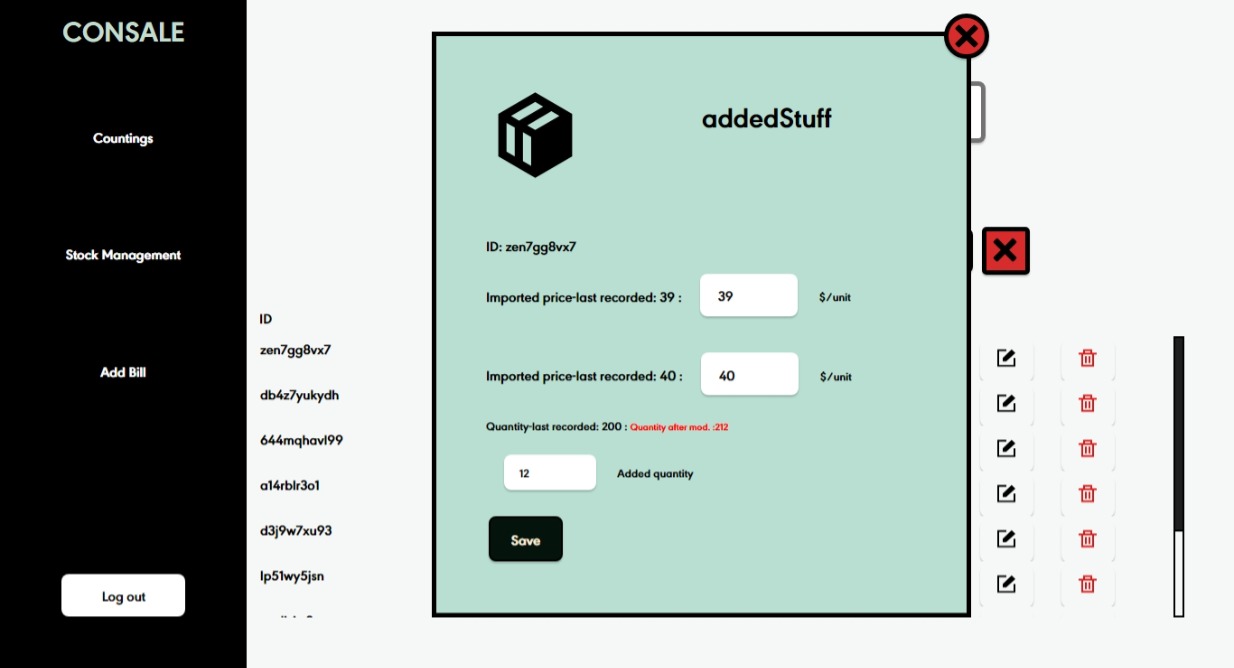 CONSALE
Countings
Stock Management
Add Bill
Log out
ID
zen7gg8vx7
db4z7yukydh
644mqhavl99
a14rblr3o1
d3j9w7xu93
lp51wy5jsn
addedStuff
ID: zen7gg8vx7
Imported price-last recorded: 39 : 39 $/unit
Imported price-last recorded: 40 : 40 $/unit
Quantity-last recorded: 200 : Quantity after mod. :212
12 Added quantity
Save